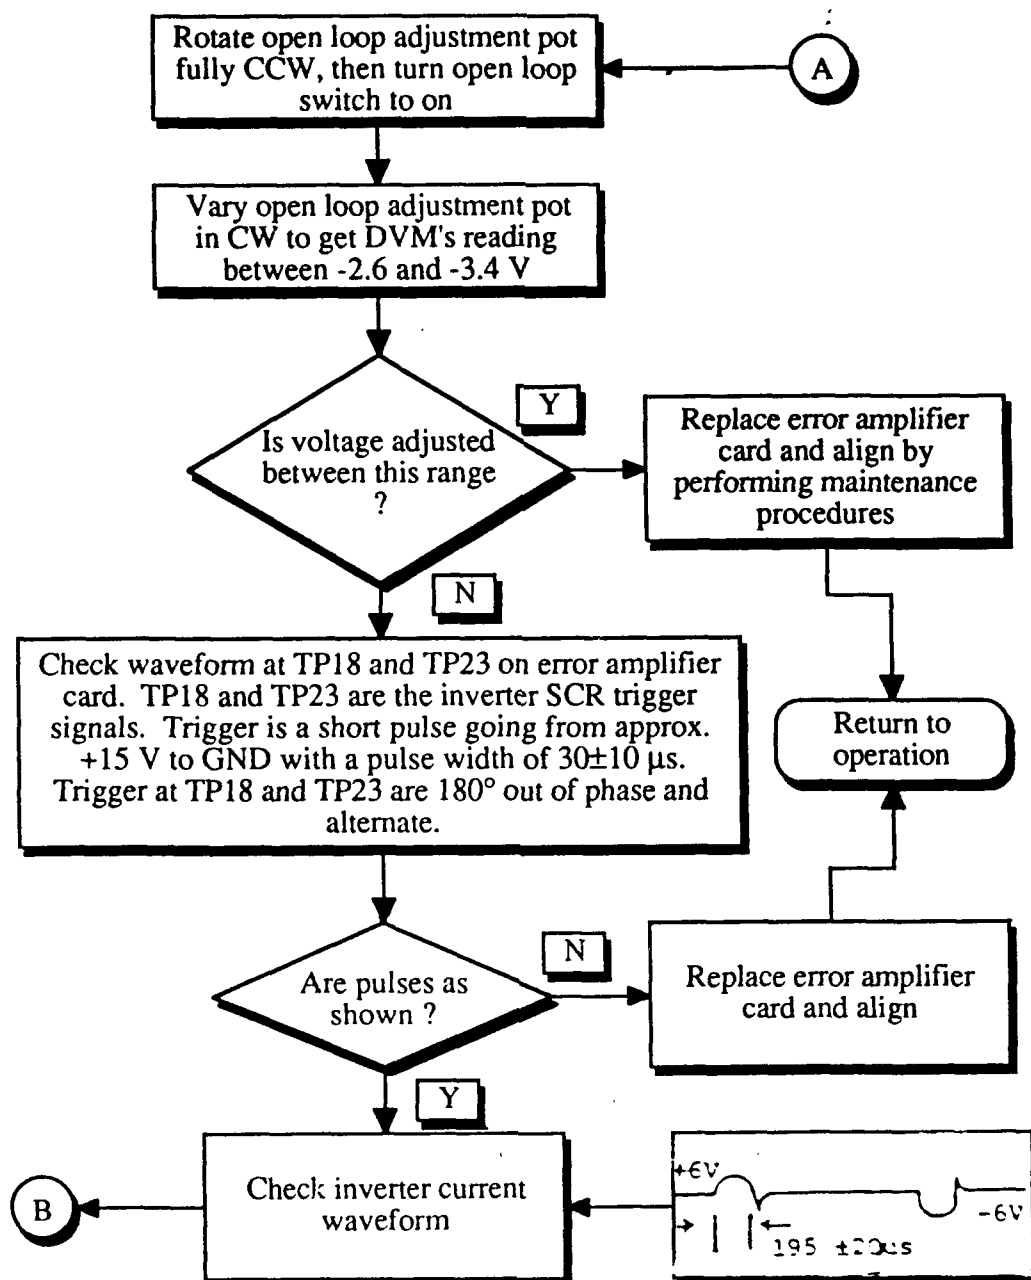 Rotate open loop adjustment pot
fully CCW, then turn open loop
switch to on
A
Vary open loop adjustment pot
in CW to get DVM's reading
between -2.6 and -3.4 V
Is voltage adjusted
between this range
?
Y
Replace error amplifier
card and align by
performing maintenance
procedures
N
Check waveform at TP18 and TP23 on error amplifier
card. TP18 and TP23 are the inverter SCR trigger
signals. Trigger is a short pulse going from approx.
+15 V to GND with a pulse width of 30±10 µs.
Trigger at TP18 and TP23 are 180° out of phase and
alternate.
Return to
operation
Are pulses as
shown ?
N
Replace error amplifier
card and align
Y
Check inverter current
waveform
B
+6V
-6V
195 ±20us